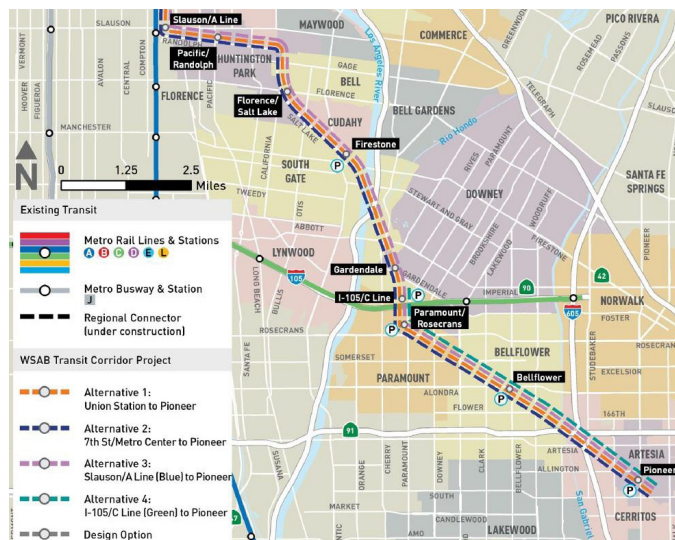 SLAUSON
Slauson/A Line
MAYWOOD
COMMERCE
GREENWOOD
PICO RIVERA
ROSEMEAD
PASSONS
VERMONT
HOOVER
FIGUEROA
AVALON
CENTRAL
COMPTON
RANDOLPH
Pacific/
Randolph
HUNTINGTON
PARK
Los Angeles River
GAGE
BELL
FLORENCE
TELEGRAPH
FLORENCE
PACIFIC
Florence/
Salt Lake
SALT LAKE
CUDAHY
BELL GARDENS
SLAUSON
MANCHESTER
Rio Hondo
PARAMOUNT
RIVES
Firestone
P
N
0 1.25 2.5
Miles
CALIFORNIA
SOUTH
GATE
TWEEDY
OTIS
ABBOTT
DOWNEY
STEWART AND GRAY
BROOKSHIRE
LAKEWOOD
WOODRUFF
FIRESTONE
SANTA FE
SPRINGS
PIONEER
Existing Transit
Metro Rail Lines & Stations
A B C D E L
Metro Busway & Station
J
Regional Connector
(under construction)
LYNWOOD
105
LONG BEACH
BULLIS
Gardendale
GARDENDALE
I-105/C Line
P
IMPERIAL
90
42
605
NORWALK
Paramount/
Rosecrans
P
FOSTER
ROSECRANS
ROSECRANS
SANTA FE
STUDEBAKER
WSAB Transit Corridor Project
Alternative 1:
Union Station to Pioneer
Alternative 2:
7th St/Metro Center to Pioneer
Alternative 3:
Slauson/A Line (Blue) to Pioneer
Alternative 4:
I-105/C Line (Green) to Pioneer
Design Option
SOMERSET
PARAMOUNT
BELLFLOWER
EXCELSIOR
Bellflower
P
ALONDRA
FLOWER
166TH
91
ARTESIA
ALLINGTON
ARTESIA
Pioneer
P
CERRITOS
San Gabriel
SUSANA
ORANGE
CHERRY
PARAMOUNT
DOWNEY
CLARK
BELLFLOWER
SOUTH
MARKET
CANDLEWOOD
LAKEWOOD